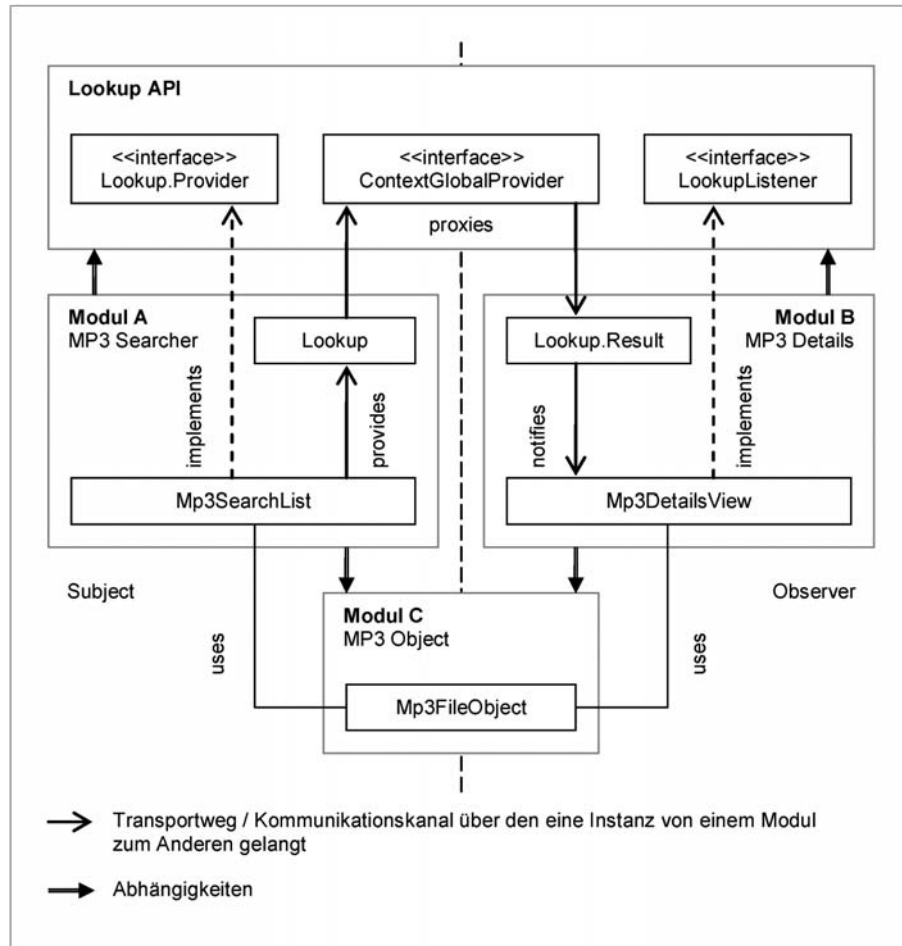 Lookup API
<<interface>>
Lookup.Provider
<<interface>>
ContextGlobalProvider
<<interface>>
LookupListener
proxies
Modul A
MP3 Searcher
Lookup
implements
provides
Mp3SearchList
Modul B
MP3 Details
Lookup.Result
notifies
implements
Mp3DetailsView
Subject
Observer
Modul C
MP3 Object
uses
uses
Mp3FileObject
Transportweg / Kommunikationskanal über den eine Instanz von einem Modul
zum Anderen gelangt
Abhängigkeiten